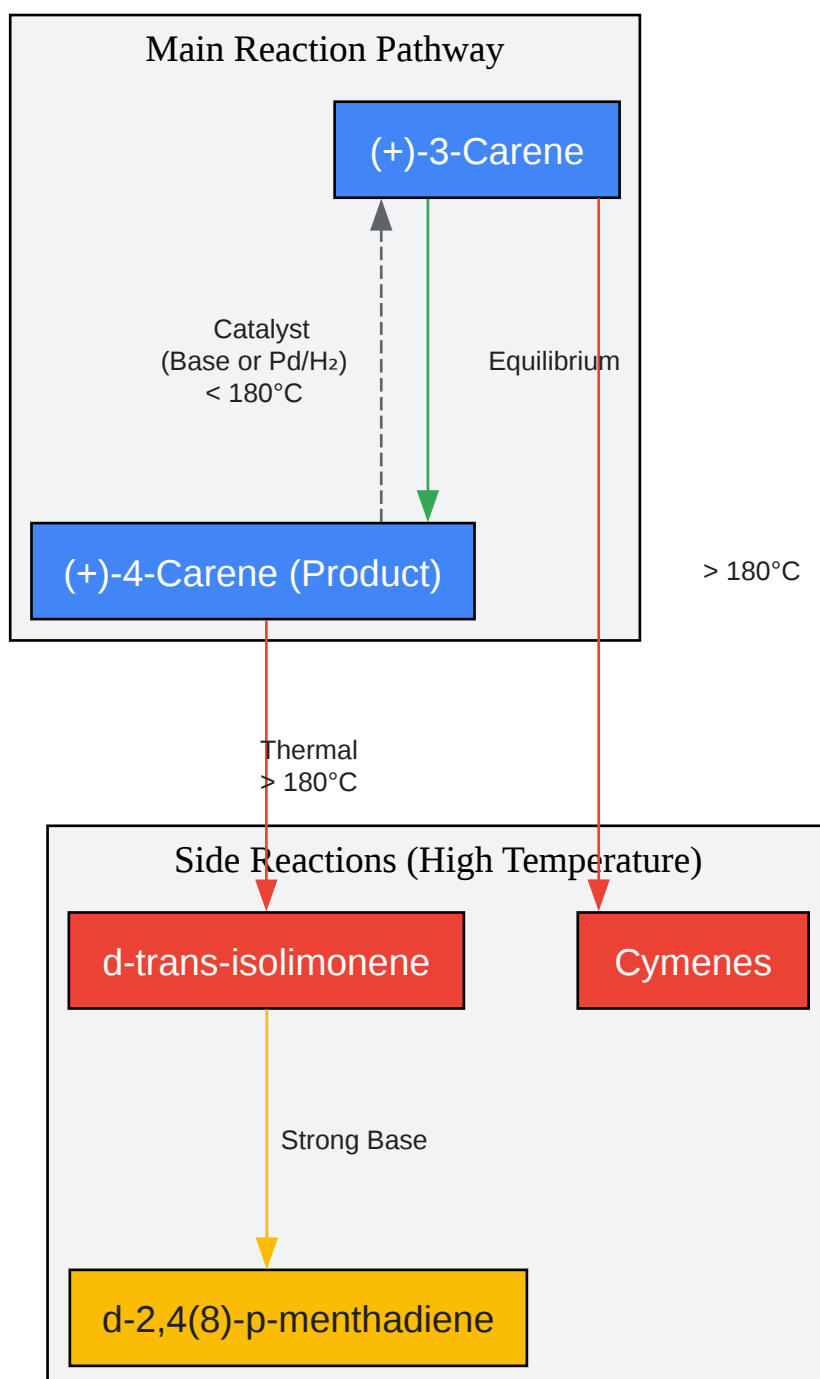 Main Reaction Pathway
(+)-3-Carene
Catalyst
(Base or Pd/H₂)
< 180°C
Equilibrium
(+)-4-Carene (Product)
> 180°C
Thermal
> 180°C
Side Reactions (High Temperature)
d-trans-isolimonene
Cymenes
Strong Base
d-2,4(8)-p-menthadiene